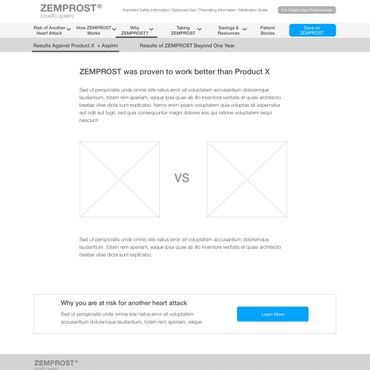 ZEMPROST®
Important Safety Information | Approved Use | Prescribing Information | Medication Guide
For Health Care Professionals
Risk of Another Heart Attack
How ZEMPROST Works
Why ZEMPROST?
Taking ZEMPROST
Savings & Resources
Patient Stories
Save on ZEMPROST
Results Against Product X + Aspirin
Results of ZEMPROST Beyond One Year
ZEMPROST was proven to work better than Product X
Sed ut perspiciatis unde omnis iste natus error sit voluptatem accusantium doloremque
laudantium, totam rem aperiam, eaque ipsa quae ab illo inventore veritatis et quasi architecto
beatae vitae dicta sunt explicabo. Nemo enim ipsam voluptatem quia voluptas sit aspernatur
aut odit aut fugit, sed quia consequuntur magni dolores eos qui ratione voluptatem sequi
nesciunt.
VS
Sed ut perspiciatis unde omnis iste natus error sit voluptatem accusantium doloremque
laudantium, totam rem aperiam, eaque ipsa quae ab illo inventore veritatis et quasi architecto
beatae vitae dicta sunt explicabo.
Why you are at risk for another heart attack
Sed ut perspiciatis unde omnis iste natus error sit voluptatem
accusantium doloremque laudantium, totam rem aperiam, eaque
Learn More
ZEMPROST®